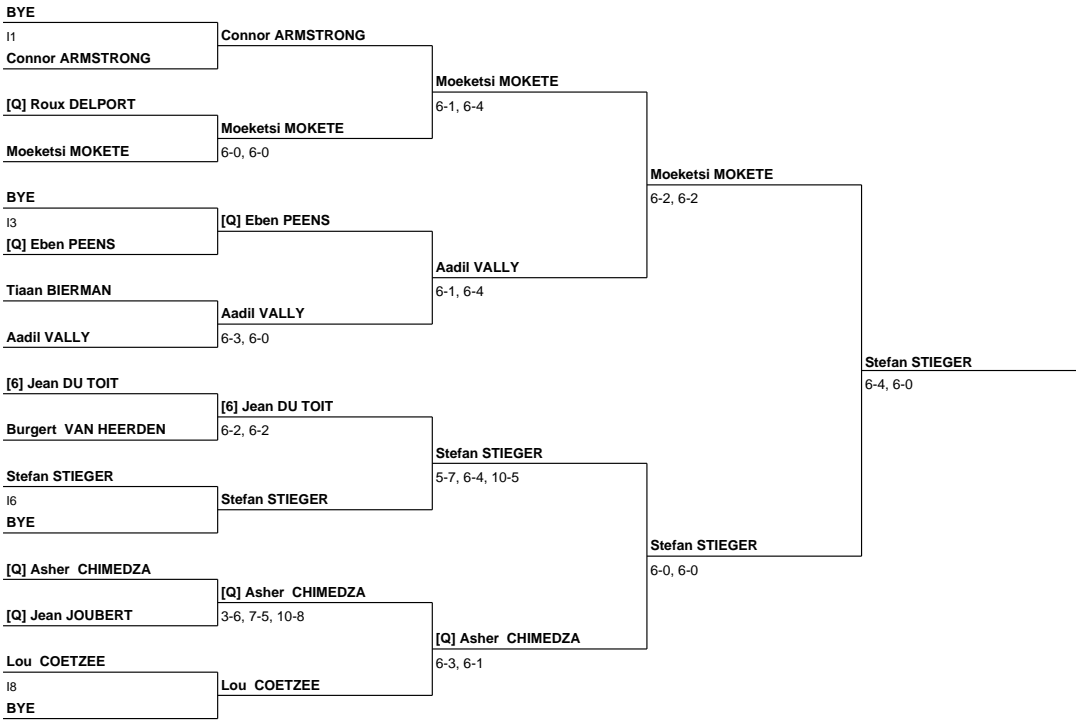 BYE
I1
Connor ARMSTRONG
[Q] Roux DELPORT
Moeketsi MOKETE
BYE
I3
[Q] Eben PEENS
Tiaan BIERMAN
Aadil VALLY
[6] Jean DU TOIT
Burgert VAN HEERDEN
Stefan STIEGER
I6
BYE
[Q] Asher CHIMEDZA
[Q] Jean JOUBERT
Lou COETZEE
I8
BYE
Connor ARMSTRONG
Moeketsi MOKETE
6-0, 6-0
[Q] Eben PEENS
Aadil VALLY
6-3, 6-0
[6] Jean DU TOIT
6-2, 6-2
Stefan STIEGER
[Q] Asher CHIMEDZA
3-6, 7-5, 10-8
Lou COETZEE
Moeketsi MOKETE
6-1, 6-4
Aadil VALLY
6-1, 6-4
Stefan STIEGER
5-7, 6-4, 10-5
[Q] Asher CHIMEDZA
6-3, 6-1
Moeketsi MOKETE
6-2, 6-2
Stefan STIEGER
6-0, 6-0
Stefan STIEGER
6-4, 6-0